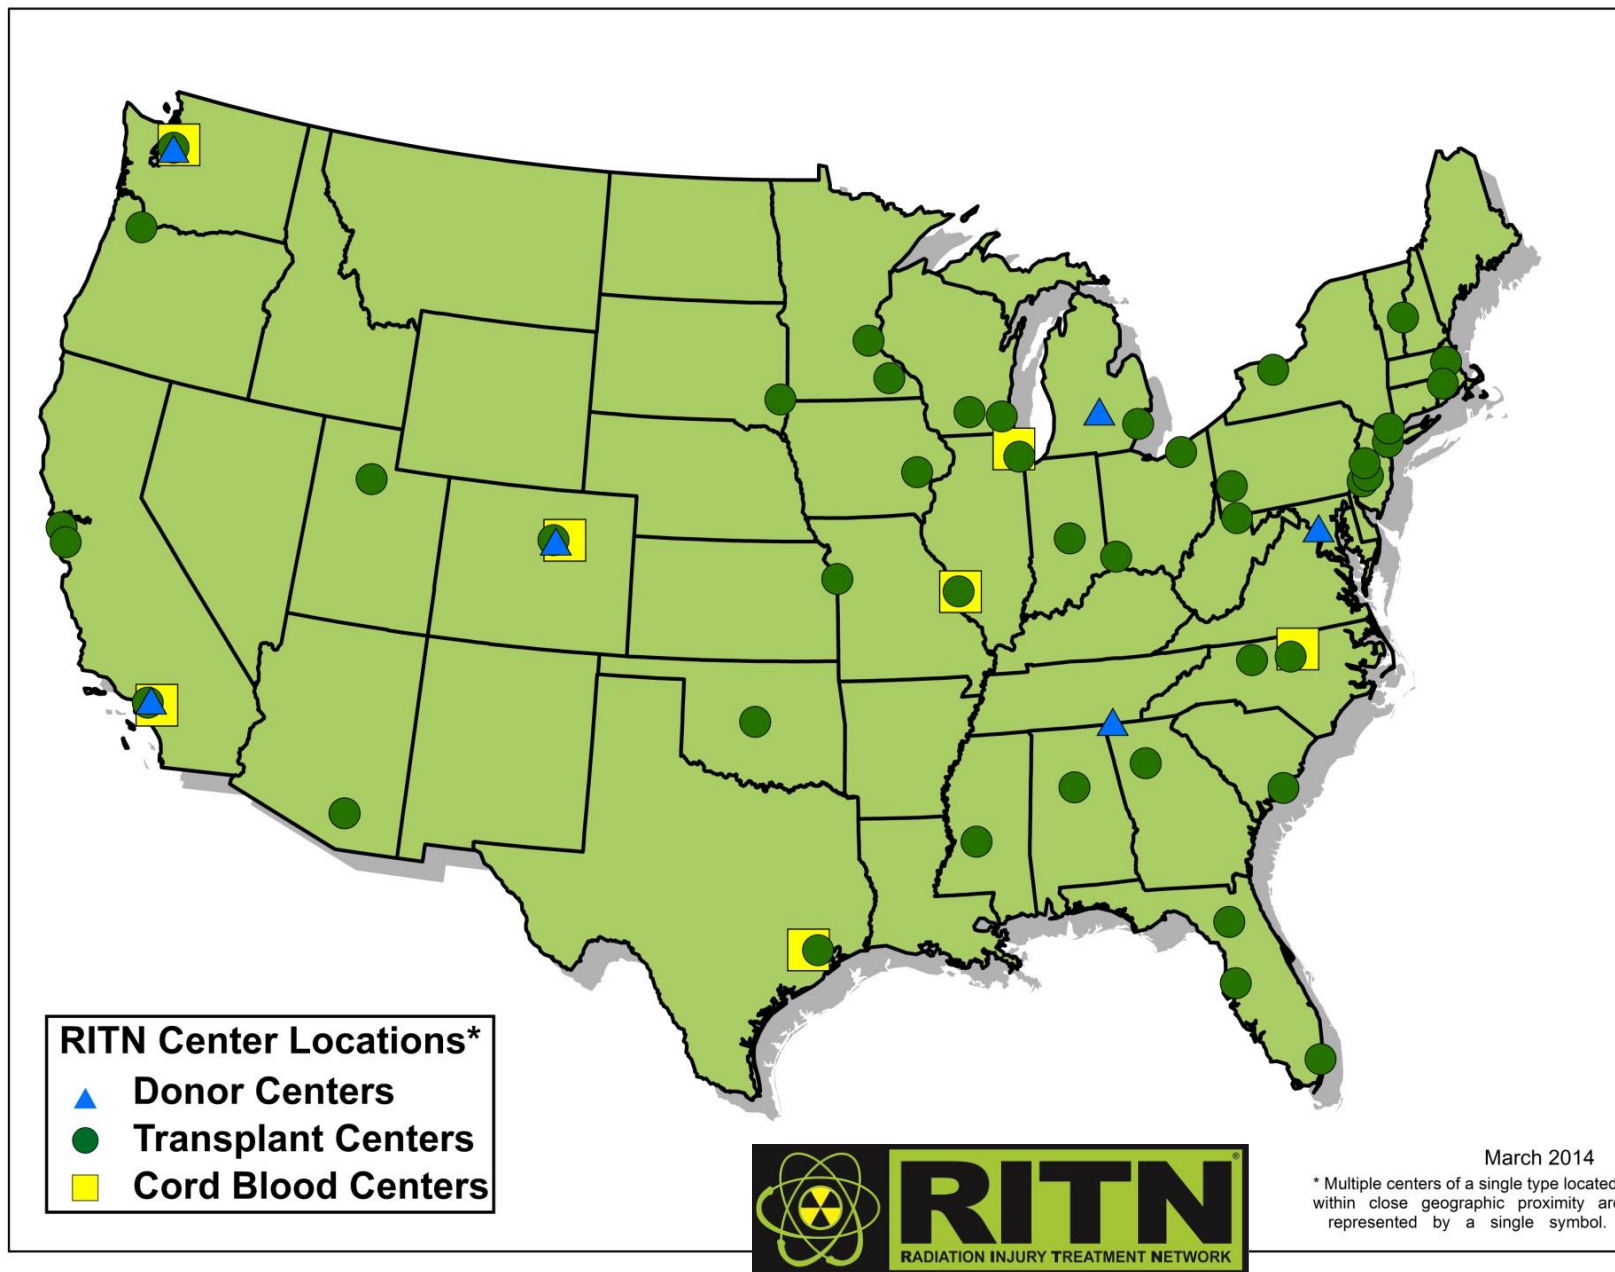 RITN Center Locations*
Donor Centers
Transplant Centers
Cord Blood Centers
RITN®
RADIATION INJURY TREATMENT NETWORK
March 2014
* Multiple centers of a single type located
within close geographic proximity are
represented by a single symbol.